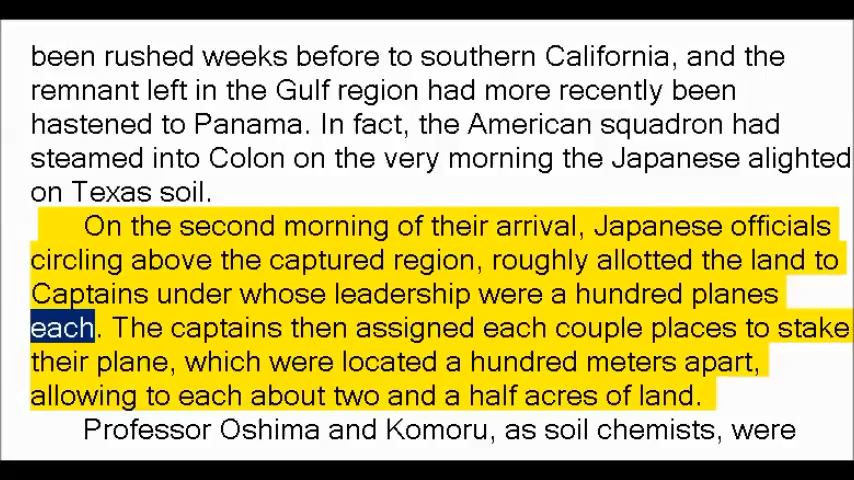 been rushed weeks before to southern California, and the
remnant left in the Gulf region had more recently been
hastened to Panama. In fact, the American squadron had
steamed into Colon on the very morning the Japanese alighted
on Texas soil.
On the second morning of their arrival, Japanese officials
circling above the captured region, roughly allotted the land to
Captains under whose leadership were a hundred planes
each. The captains then assigned each couple places to stake
their plane, which were located a hundred meters apart,
allowing to each about two and a half acres of land.
Professor Oshima and Komoru, as soil chemists, were